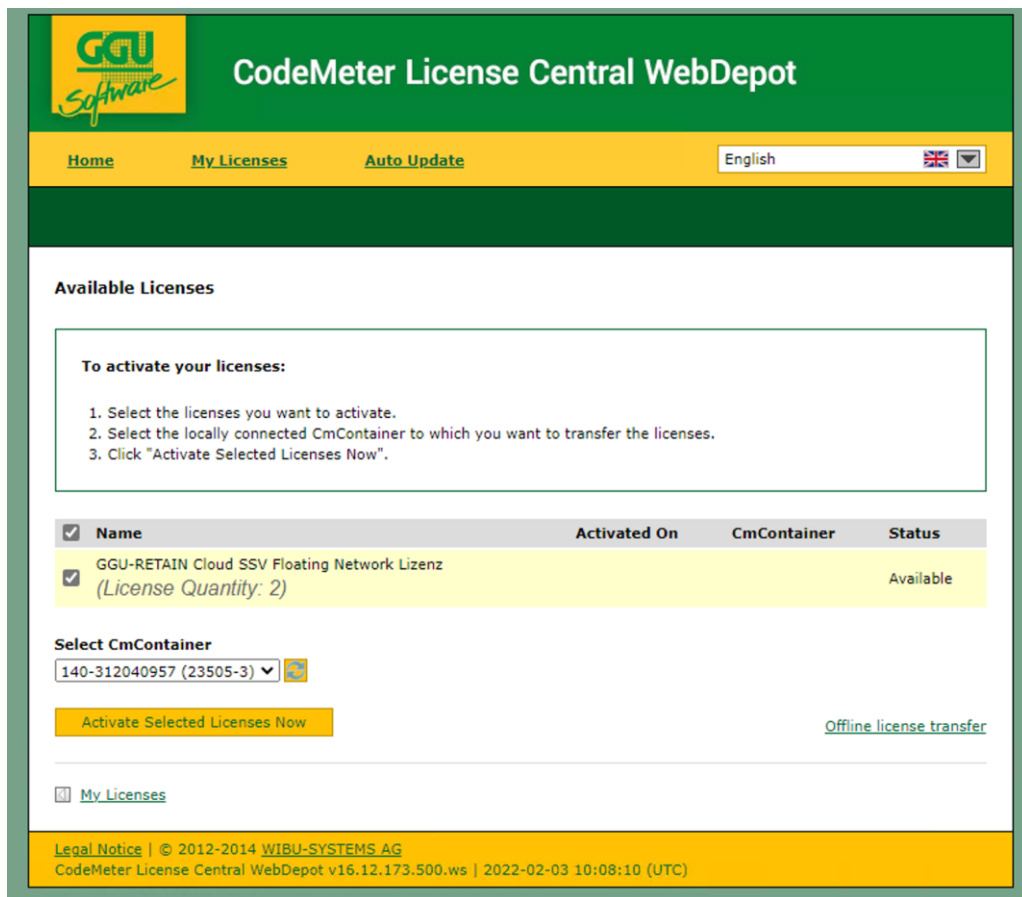 GGU
Software
CodeMeter License Central WebDepot
Home My Licenses Auto Update English
Available Licenses
To activate your licenses:
1. Select the licenses you want to activate.
2. Select the locally connected CmContainer to which you want to transfer the licenses.
3. Click "Activate Selected Licenses Now".
Name Activated On CmContainer Status
GGU-RETAIN Cloud SSV Floating Network Lizenz
(License Quantity: 2) Available
Select CmContainer
140-312040957 (23505-3)
Activate Selected Licenses Now
Offline license transfer
My Licenses
Legal Notice | © 2012-2014 WIBU-SYSTEMS AG
CodeMeter License Central WebDepot v16.12.173.500.ws | 2022-02-03 10:08:10 (UTC)